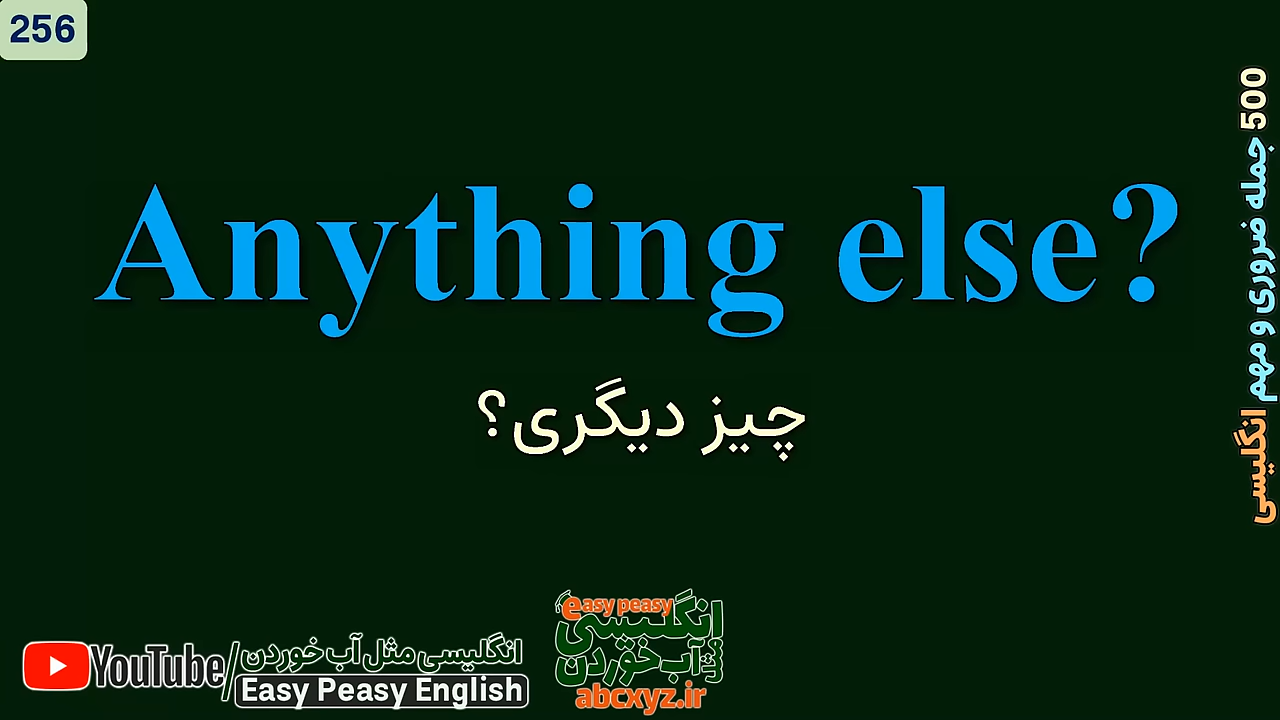 256
Anything else?
چیز دیگری؟
500 جمله ضروری و مهم انگلیسی
YouTube/انگلیسی مثل آب خوردن
Easy Peasy English
easy peasy
انگلیسی
مثل آب خوردن
abcxyz.ir